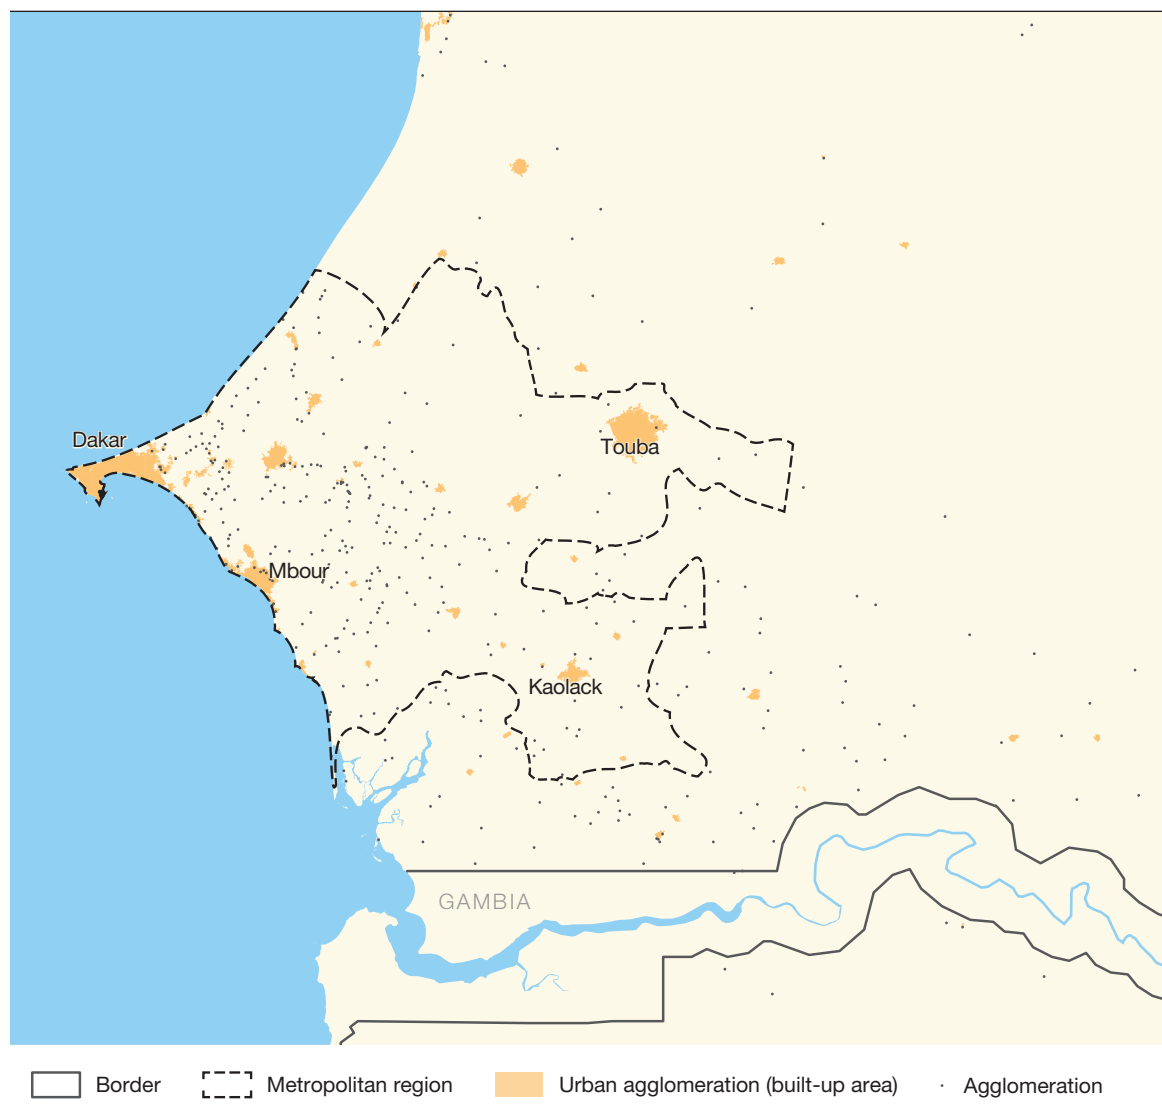 Dakar
Touba
Mbour
Kaolack
GAMBIA
Border
Metropolitan region
Urban agglomeration (built-up area)
Agglomeration